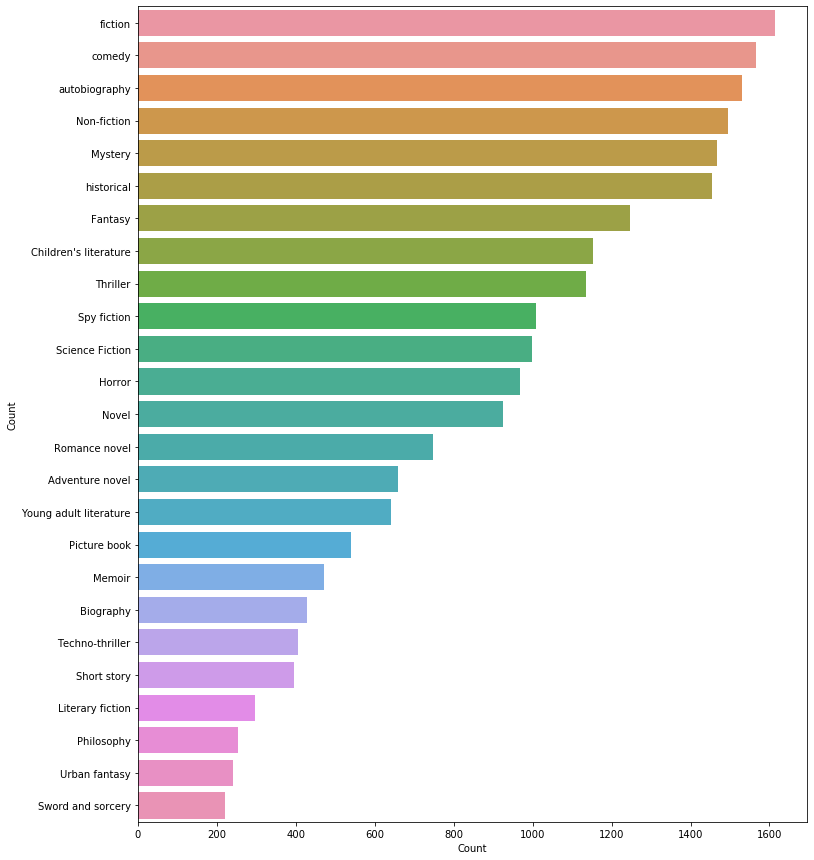 fiction
comedy
autobiography
Non-fiction
Mystery
historical
Fantasy
Children's literature
Thriller
Spy fiction
Science Fiction
Horror
Novel
Romance novel
Adventure novel
Young adult literature
Picture book
Memoir
Biography
Techno-thriller
Short story
Literary fiction
Philosophy
Urban fantasy
Sword and sorcery
Count
0 200 400 600 800 1000 1200 1400 1600
Count